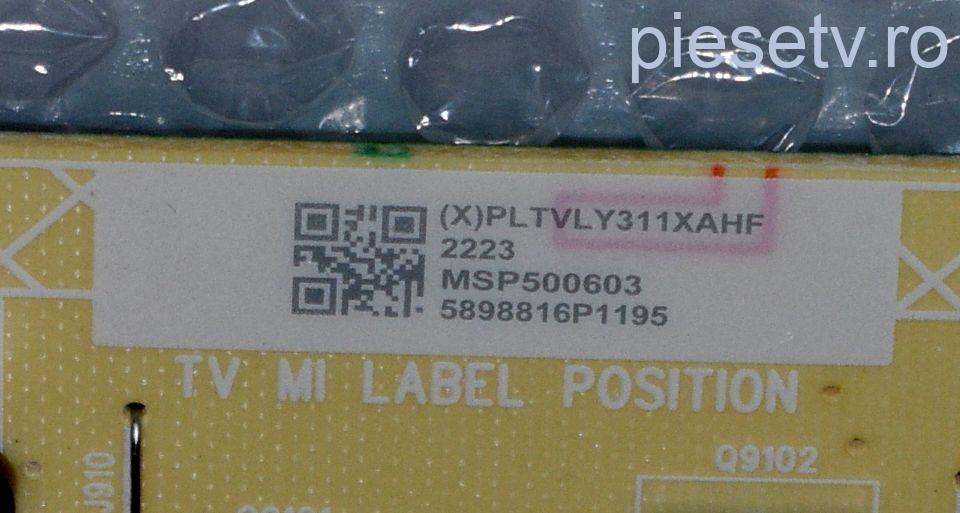 piesetv.ro
(X)PLTVLY311XAHF
2223
MSP500603
5898816P1195
TV MI LABEL POSITION
J910
Q9102